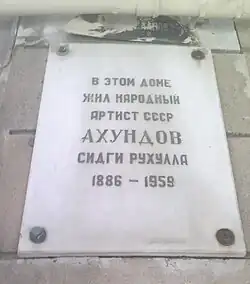 В ЭТОМ ДОМЕ
ЖИЛ НАРОДНЫЙ
АРТИСТ СССР
АХУНДОВ
СИДГИ РУХУЛЛА
1886 - 1959